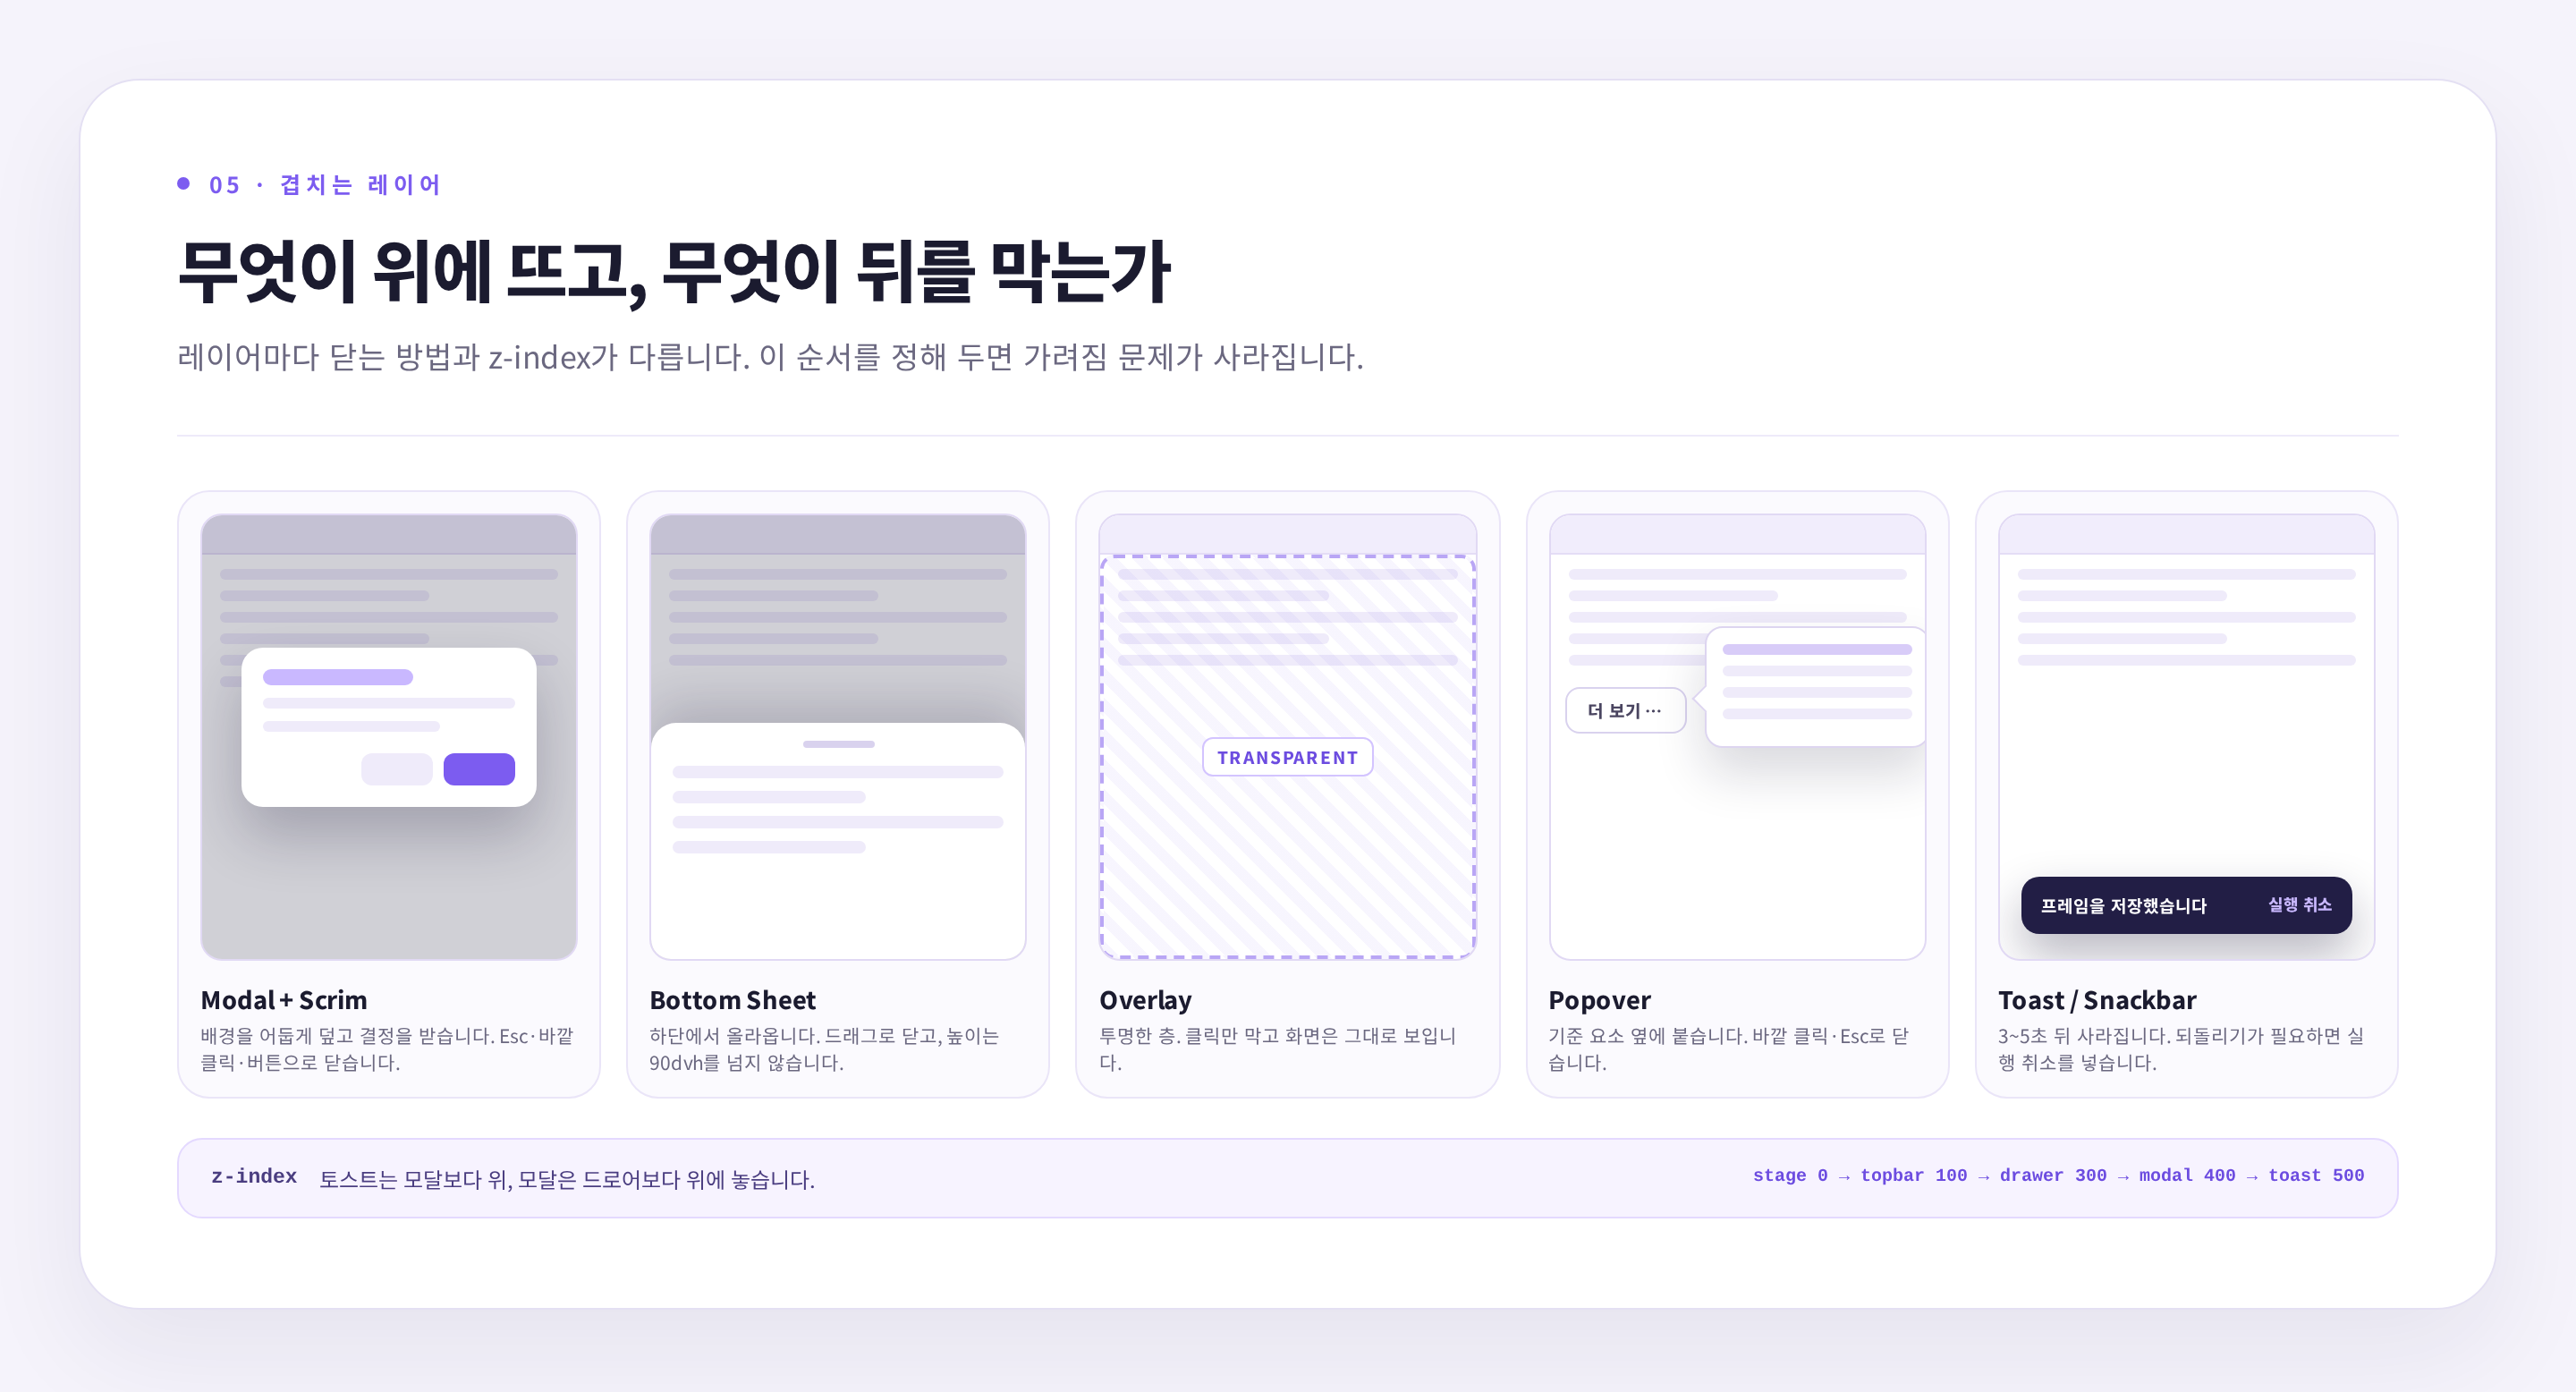 05 · 겹치는 레이어
무엇이 위에 뜨고, 무엇이 뒤를 막는가
레이어마다 닫는 방법과 z-index가 다릅니다. 이 순서를 정해 두면 가려짐 문제가 사라집니다.
Modal + Scrim
배경을 어둡게 덮고 결정을 받습니다. Esc·바깥
클릭·버튼으로 닫습니다.
Bottom Sheet
하단에서 올라옵니다. 드래그로 닫고, 높이는
90dvh를 넘지 않습니다.
TRANSPARENT
Overlay
투명한 층. 클릭만 막고 화면은 그대로 보입니
다.
더 보기 ⋯
Popover
기준 요소 옆에 붙습니다. 바깥 클릭·Esc로 닫
습니다.
프레임을 저장했습니다 실행 취소
Toast / Snackbar
3~5초 뒤 사라집니다. 되돌리기가 필요하면 실
행 취소를 넣습니다.
z-index 토스트는 모달보다 위, 모달은 드로어보다 위에 놓습니다.
stage 0 → topbar 100 → drawer 300 → modal 400 → toast 500